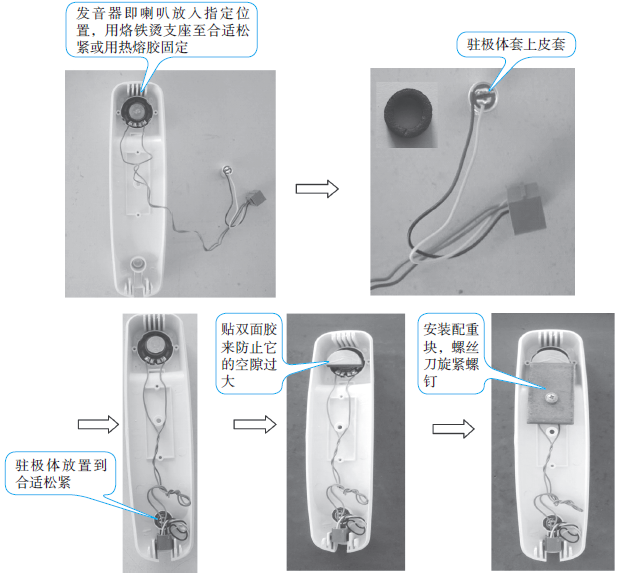 发音器即喇叭放入指定位
置，用烙铁烫支座至合适松
紧或用热熔胶固定
驻极体套上皮套
驻极体放置到
合适松紧
贴双面胶
来防止它
的空隙过
大
安装配重
块，螺丝
刀旋紧螺
钉